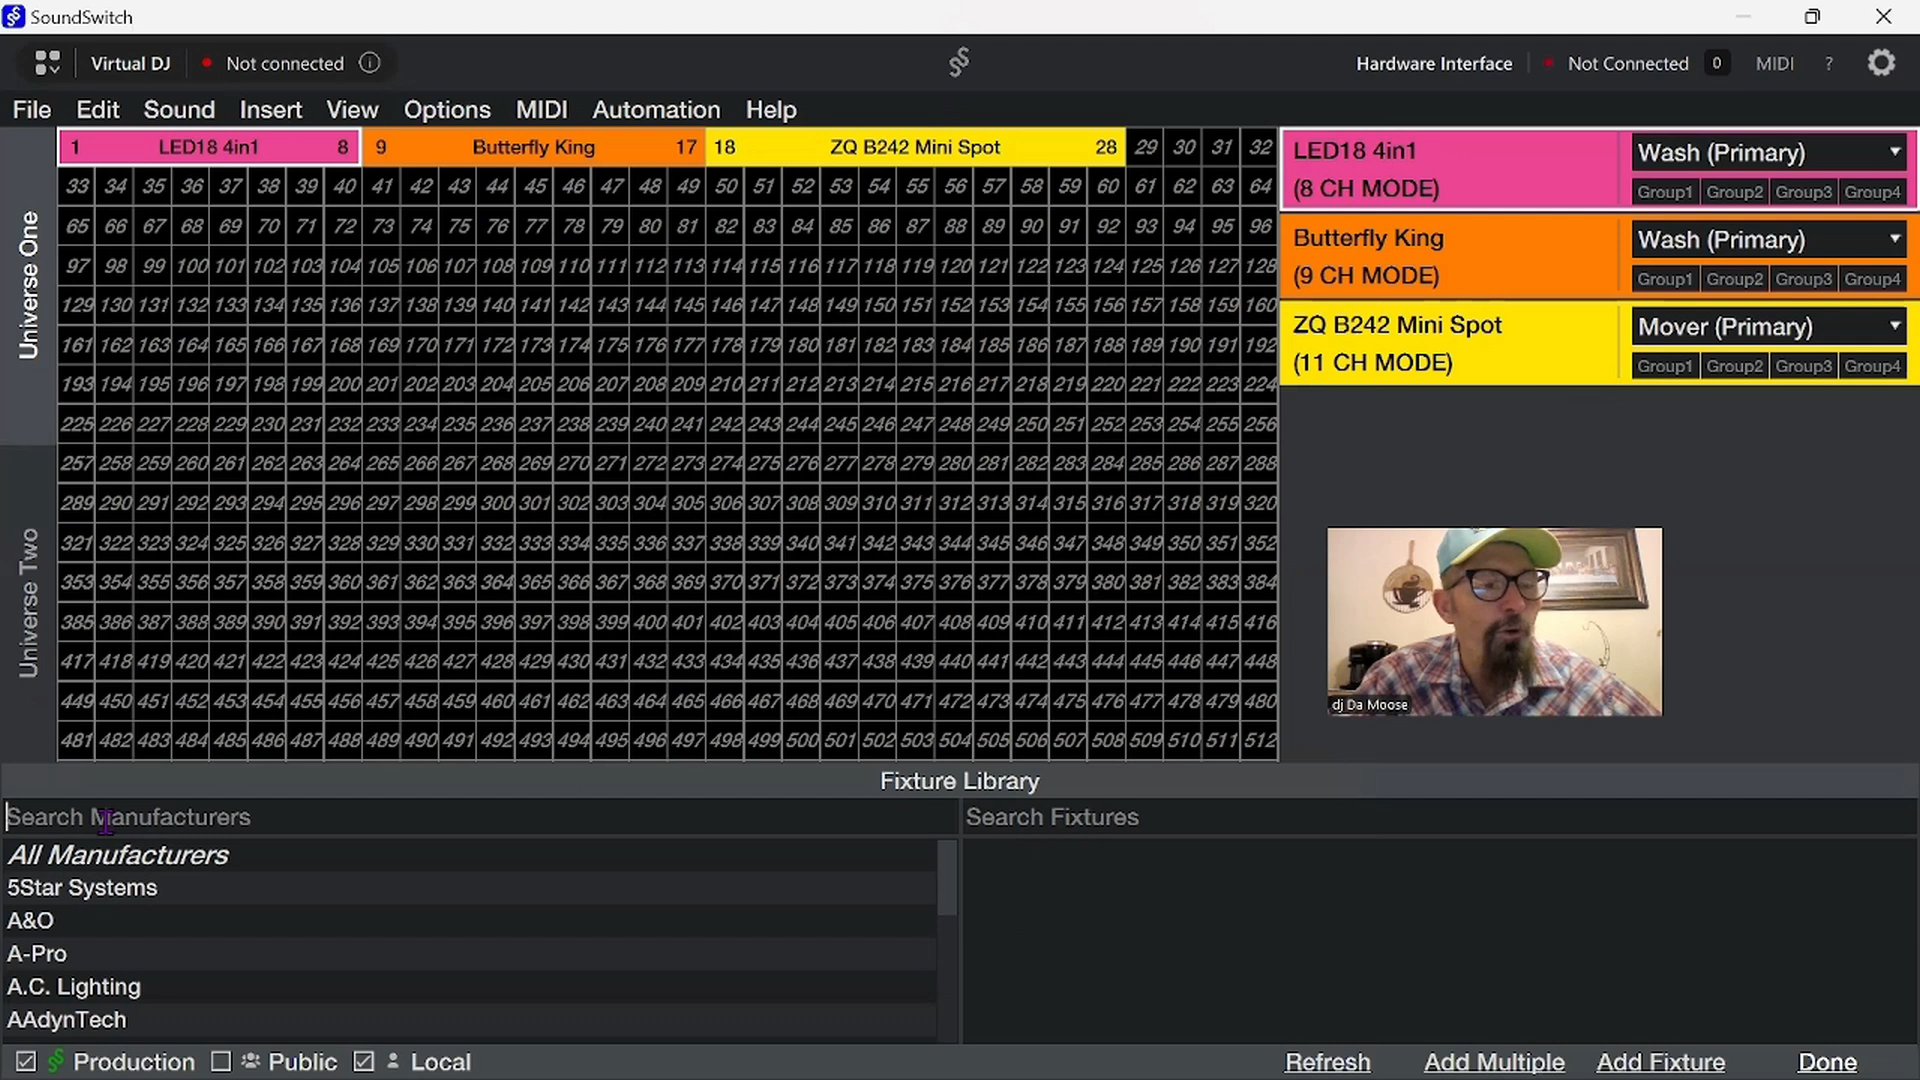 SoundSwitch
Virtual DJ Not connected
Hardware Interface Not Connected 0 MIDI ?
File Edit Sound Insert View Options MIDI Automation Help
Universe One
Universe Two
1 LED18 4in1 8 9 Butterfly King 17 18 ZQ B242 Mini Spot 28 29 30 31 32
33 34 35 36 37 38 39 40 41 42 43 44 45 46 47 48 49 50 51 52 53 54 55 56 57 58 59 60 61 62 63 64
65 66 67 68 69 70 71 72 73 74 75 76 77 78 79 80 81 82 83 84 85 86 87 88 89 90 91 92 93 94 95 96
97 98 99 100 101 102 103 104 105 106 107 108 109 110 111 112 113 114 115 116 117 118 119 120 121 122 123 124 125 126 127 128
129 130 131 132 133 134 135 136 137 138 139 140 141 142 143 144 145 146 147 148 149 150 151 152 153 154 155 156 157 158 159 160
161 162 163 164 165 166 167 168 169 170 171 172 173 174 175 176 177 178 179 180 181 182 183 184 185 186 187 188 189 190 191 192
193 194 195 196 197 198 199 200 201 202 203 204 205 206 207 208 209 210 211 212 213 214 215 216 217 218 219 220 221 222 223 224
225 226 227 228 229 230 231 232 233 234 235 236 237 238 239 240 241 242 243 244 245 246 247 248 249 250 251 252 253 254 255 256
257 258 259 260 261 262 263 264 265 266 267 268 269 270 271 272 273 274 275 276 277 278 279 280 281 282 283 284 285 286 287 288
289 290 291 292 293 294 295 296 297 298 299 300 301 302 303 304 305 306 307 308 309 310 311 312 313 314 315 316 317 318 319 320
321 322 323 324 325 326 327 328 329 330 331 332 333 334 335 336 337 338 339 340 341 342 343 344 345 346 347 348 349 350 351 352
353 354 355 356 357 358 359 360 361 362 363 364 365 366 367 368 369 370 371 372 373 374 375 376 377 378 379 380 381 382 383 384
385 386 387 388 389 390 391 392 393 394 395 396 397 398 399 400 401 402 403 404 405 406 407 408 409 410 411 412 413 414 415 416
417 418 419 420 421 422 423 424 425 426 427 428 429 430 431 432 433 434 435 436 437 438 439 440 441 442 443 444 445 446 447 448
449 450 451 452 453 454 455 456 457 458 459 460 461 462 463 464 465 466 467 468 469 470 471 472 473 474 475 476 477 478 479 480
481 482 483 484 485 486 487 488 489 490 491 492 493 494 495 496 497 498 499 500 501 502 503 504 505 506 507 508 509 510 511 512
LED18 4in1 Wash (Primary)
(8 CH MODE) Group1 Group2 Group3 Group4
Butterfly King Wash (Primary)
(9 CH MODE) Group1 Group2 Group3 Group4
ZQ B242 Mini Spot Mover (Primary)
(11 CH MODE) Group1 Group2 Group3 Group4
dj Da Moose
Fixture Library
Search Manufacturers Search Fixtures
All Manufacturers
5Star Systems
A&O
A-Pro
A.C. Lighting
AAdynTech
Production Public Local Refresh Add Multiple Add Fixture Done